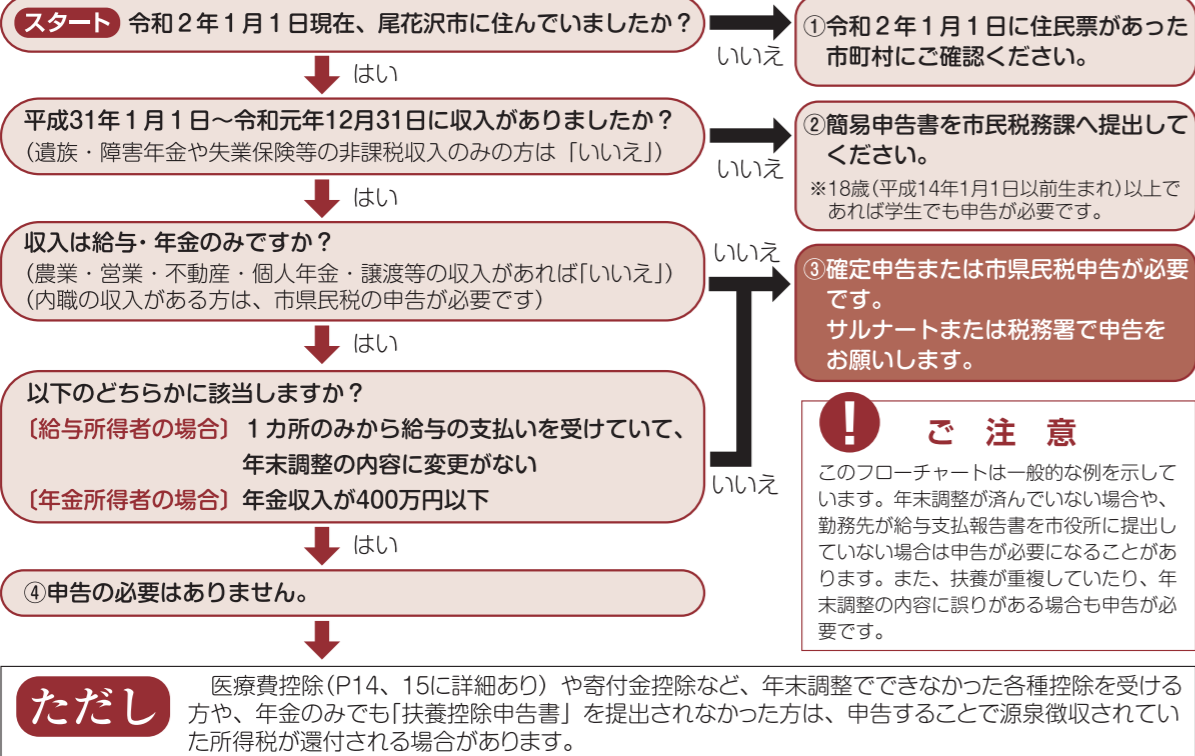 スタート 令和2年1月1日現在、尾花沢市に住んでいましたか?
いいえ
①令和2年1月1日に住民票があった
市町村にご確認ください。
はい
平成31年1月1日~令和元年12月31日に収入がありましたか?
(遺族・障害年金や失業保険等の非課税収入のみの方は「いいえ」)
いいえ
②簡易申告書を市民税務課へ提出して
ください。
※18歳(平成14年1月1日以前生まれ)以上で
あれば学生でも申告が必要です。
はい
収入は給与・年金のみですか?
(農業・営業・不動産・個人年金・譲渡等の収入があれば「いいえ」)
(内職の収入がある方は、市県民税の申告が必要です)
いいえ
③確定申告または市県民税申告が必要
です。
サルナートまたは税務署で申告を
お願いします。
はい
以下のどちらかに該当しますか?
〔給与所得者の場合〕1カ所のみから給与の支払いを受けていて、
年末調整の内容に変更がない
〔年金所得者の場合〕年金収入が400万円以下
いいえ
はい
④申告の必要はありません。
! ご注意
このフローチャートは一般的な例を示して
います。年末調整が済んでいない場合や、
勤務先が給与支払報告書を市役所に提出し
ていない場合は申告が必要になることがあ
ります。また、扶養が重複していたり、年
末調整の内容に誤りがある場合も申告が必
要です。
ただし
医療費控除(P14、15に詳細あり)や寄付金控除など、年末調整でできなかった各種控除を受ける
方や、年金のみでも「扶養控除申告書」を提出されなかった方は、申告することで源泉徴収されてい
た所得税が還付される場合があります。